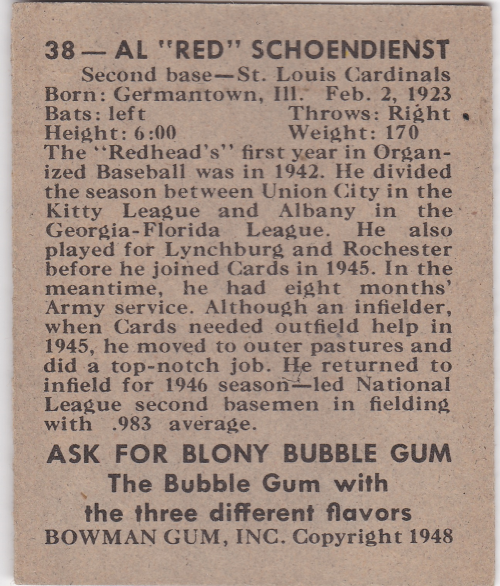 38 — AL "RED" SCHOENDIENST
Second base—St. Louis Cardinals
Born: Germantown, Ill. Feb. 2, 1923
Bats: left Throws: Right
Height: 6:00 Weight: 170
The "Redhead's" first year in Organ-
ized Baseball was in 1942. He divided
the season between Union City in the
Kitty League and Albany in the
Georgia-Florida League. He also
played for Lynchburg and Rochester
before he joined Cards in 1945. In the
meantime, he had eight months'
Army service. Although an infielder,
when Cards needed outfield help in
1945, he moved to outer pastures and
did a top-notch job. He returned to
infield for 1946 season—led National
League second basemen in fielding
with .983 average.
ASK FOR BLONY BUBBLE GUM
The Bubble Gum with
the three different flavors
BOWMAN GUM, INC. Copyright 1948